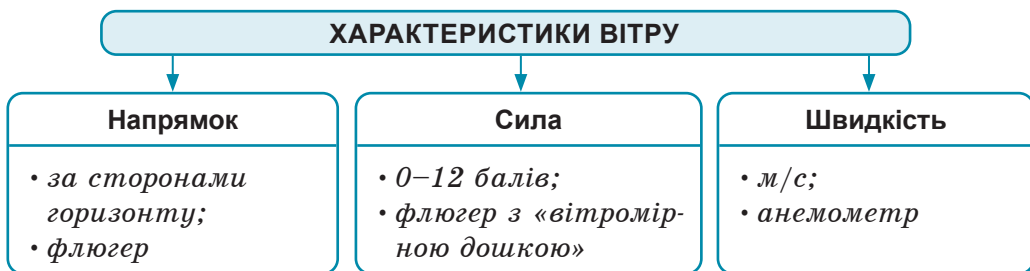 ХАРАКТЕРИСТИКИ ВІТРУ
Напрямок
• за сторонами
горизонту;
• флюгер
Сила
• 0–12 балів;
• флюгер з «вітромір-
ною дошкою»
Швидкість
• м/с;
• анемометр